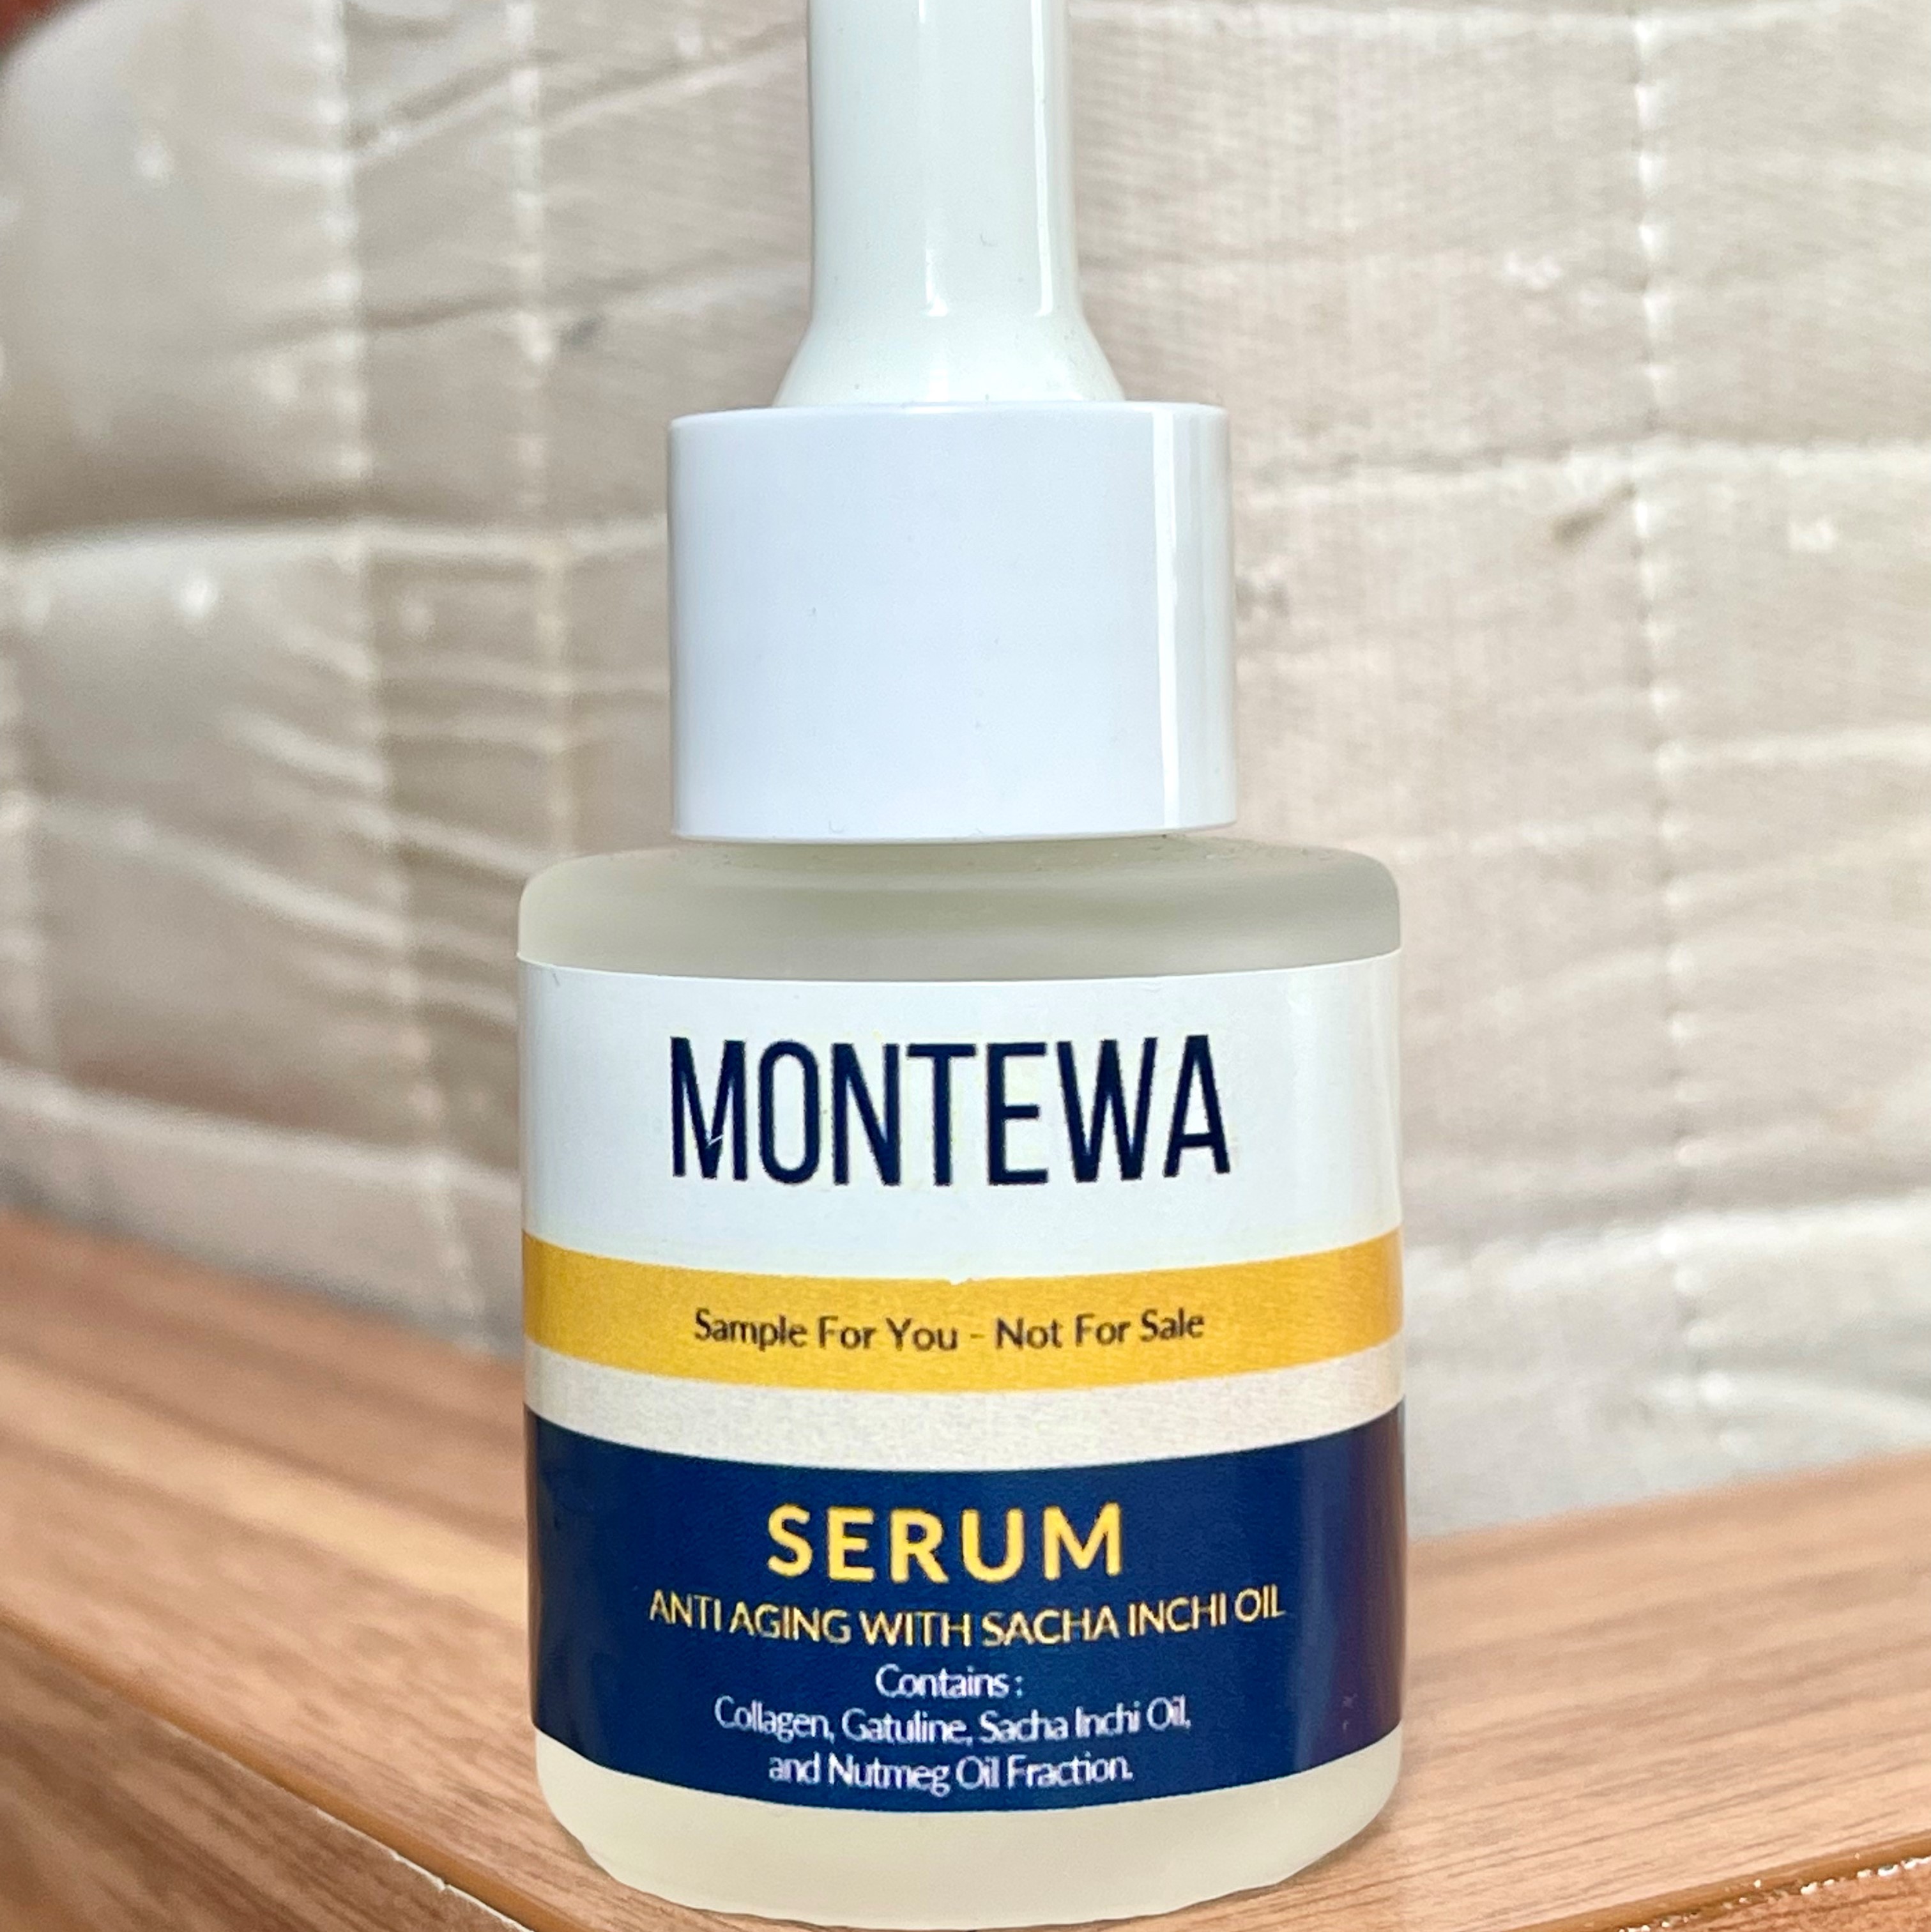 MONTEWA
Sample For You - Not For Sale
SERUM
ANTI AGING WITH SACHA INCHI OIL
Contains :
Collagen, Gatuline, Sacha Inchi Oil,
and Nutmeg Oil Fraction.